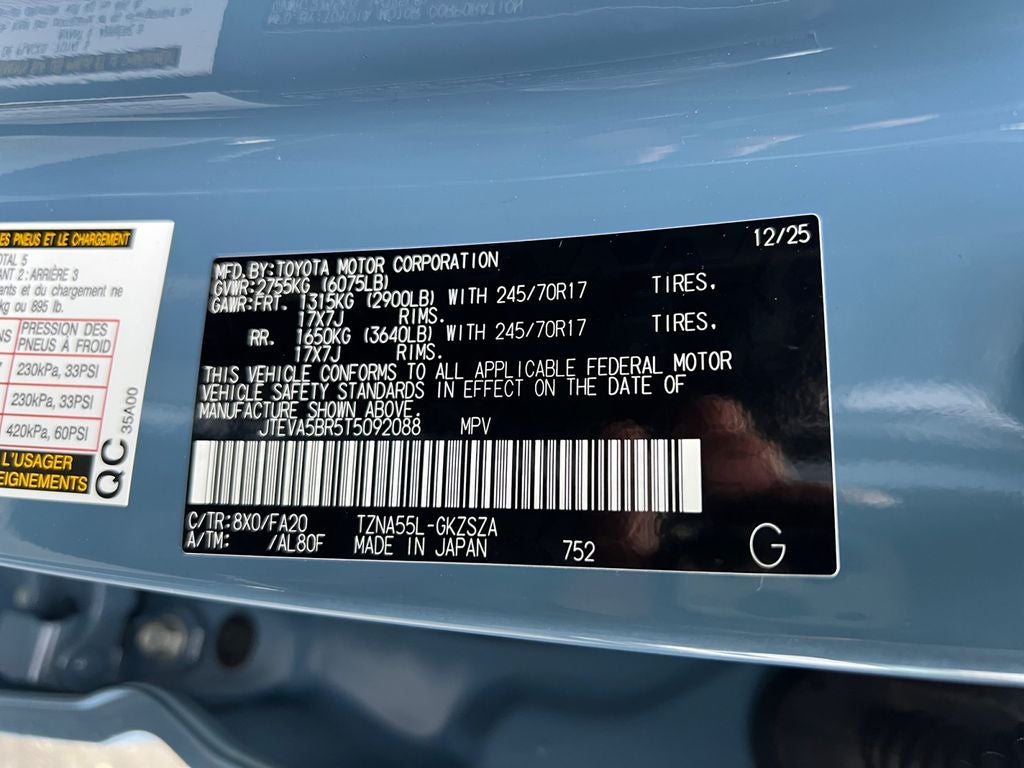 MFD. BY: TOYOTA MOTOR CORPORATION 12/25
GVWR: 2755KG (6075LB)
GAWR: FRT. 1315KG (2900LB) WITH 245/70R17 TIRES.
17X7J RIMS.
RR. 1650KG (3640LB) WITH 245/70R17 TIRES.
17X7J RIMS.
THIS VEHICLE CONFORMS TO ALL APPLICABLE FEDERAL MOTOR
VEHICLE SAFETY STANDARDS IN EFFECT ON THE DATE OF
MANUFACTURE SHOWN ABOVE.
JTEVA5BR5T5092088 MPV
C/TR: 8X0/FA20 TZNA55L-GKZSZA
A/TM: /AL80F MADE IN JAPAN 752 G
ES PNEUS ET LE CHARGEMENT
TOTAL 5
ANT 2 : ARRIÈRE 3
ants et du chargement ne
kg ou 895 lb.
PRESSION DES
PNEUS À FROID
230kPa, 33PSI
230kPa, 33PSI
420kPa, 60PSI
L'USAGER
EIGNEMENTS
QC 35A00